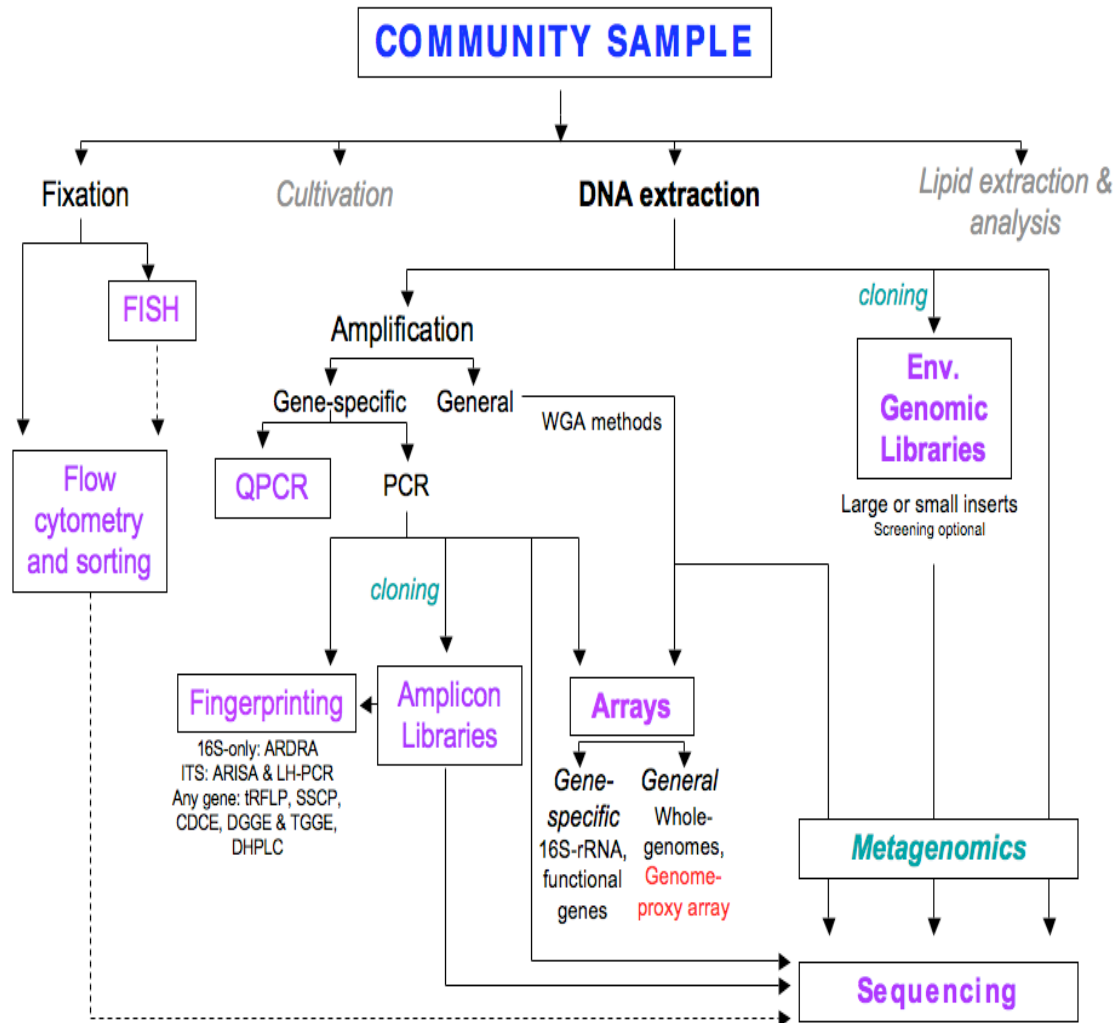 COMMUNITY SAMPLE
Fixation
Cultivation
DNA extraction
Lipid extraction &
analysis
FISH
cloning
Amplification
Env.
Genomic
Libraries
Gene-specific
General
WGA methods
Flow
cytometry
and sorting
QPCR
PCR
Large or small inserts
Screening optional
cloning
Fingerprinting
16S-only: ARDRA
ITS: ARISA & LH-PCR
Any gene: tRFLP, SSCP,
CDCE, DGGE & TGGE,
DHPLC
Amplicon
Libraries
Arrays
Gene-
specific
16S-rRNA,
functional
genes
General
Whole-
genomes,
Genome-
proxy array
Metagenomics
Sequencing